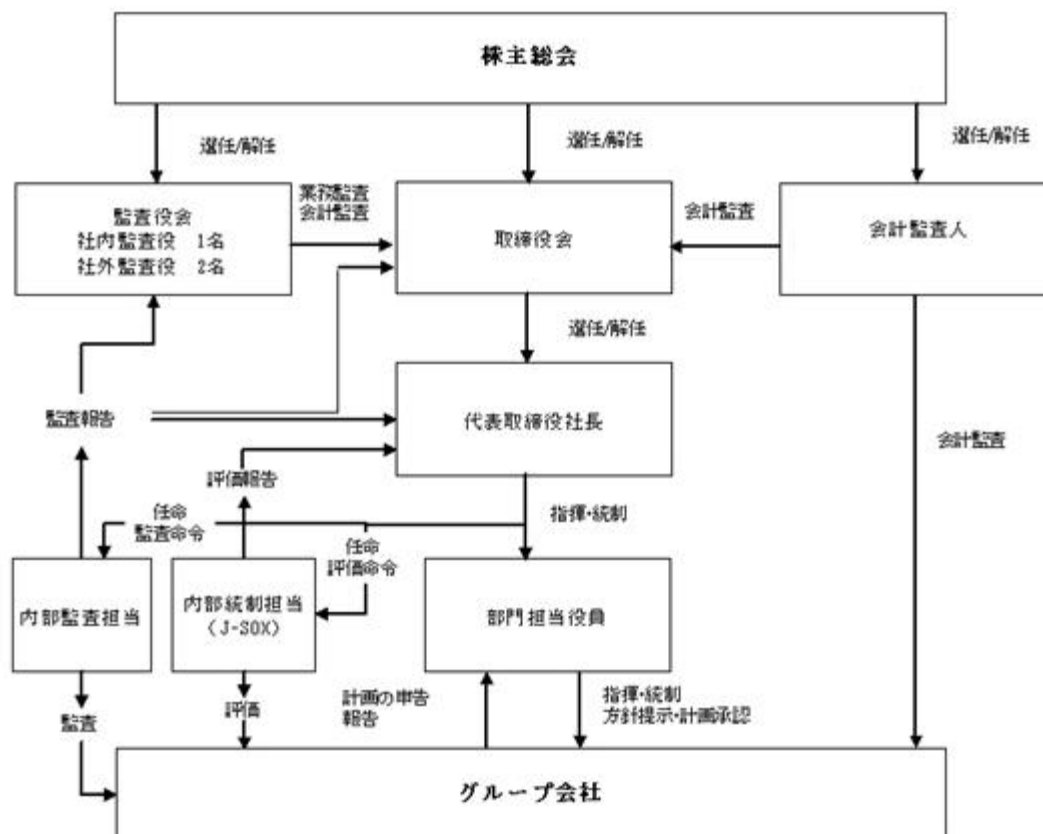 株主総会
選任/解任
選任/解任
選任/解任
監査役会
社内監査役 1名
社外監査役 2名
業務監査
会計監査
取締役会
会計監査
会計監査人
選任/解任
監査報告
代表取締役社長
会計監査
評価報告
任命
監査命令
指揮・統制
任命
評価命令
内部監査担当
内部統制担当
(J-SOX)
部門担当役員
監査
評価
計画の申告
報告
指揮・統制
方針提示・計画承認
グループ会社